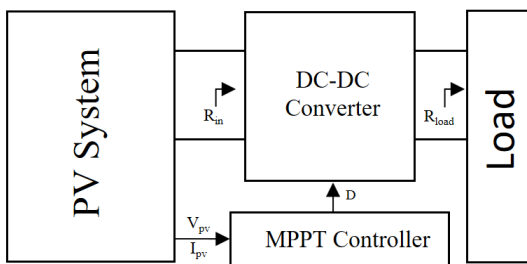 PV System
R_in
DC-DC
Converter
R_load
Load
D
V_pv
I_pv
MPPT Controller